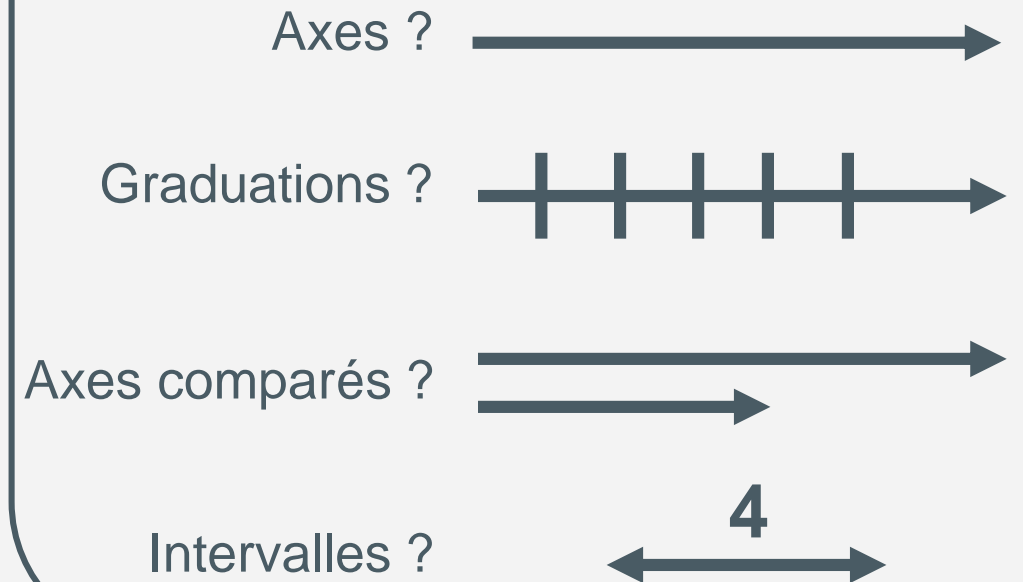 Axes ?
Graduations ?
Axes comparés ?
4
Intervalles ?